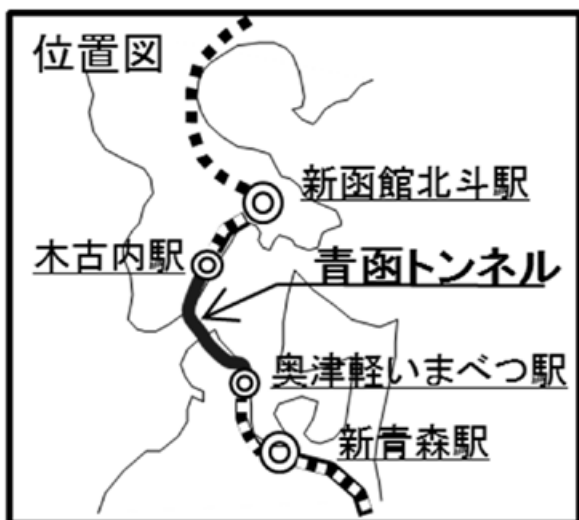 位置図
新函館北斗駅
木古内駅
青函トンネル
奥津軽いまべつ駅
新青森駅